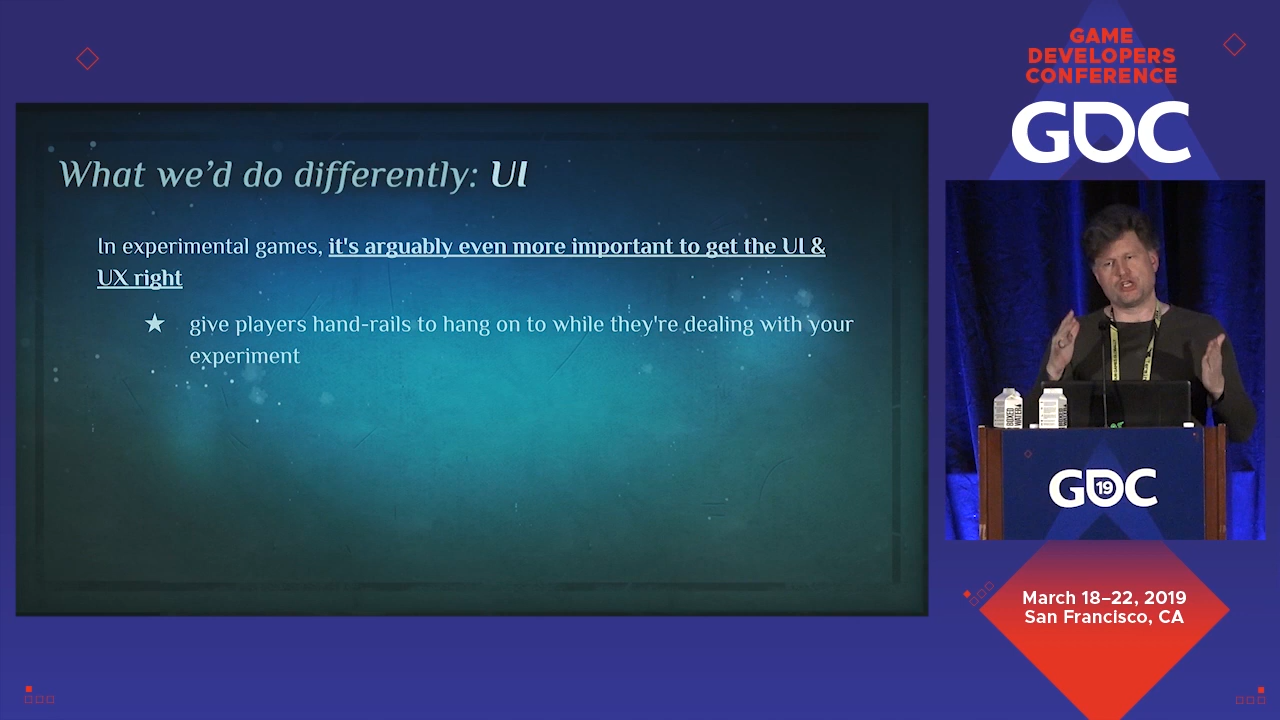 GAME
DEVELOPERS
CONFERENCE
GDC
What we'd do differently: UI
In experimental games, it's arguably even more important to get the UI &
UX right
★ give players hand-rails to hang on to while they're dealing with your
experiment
BOXED
WATER
GDC 19
March 18–22, 2019
San Francisco, CA